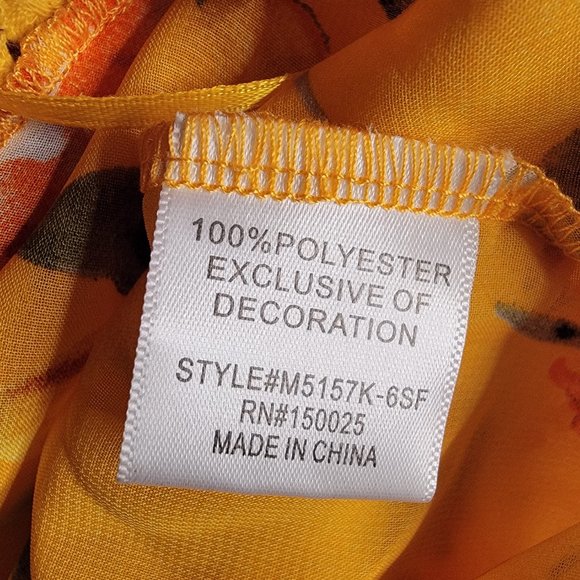 100%POLYESTER
EXCLUSIVE OF
DECORATION
STYLE#M5157K-6SF
RN#150025
MADE IN CHINA